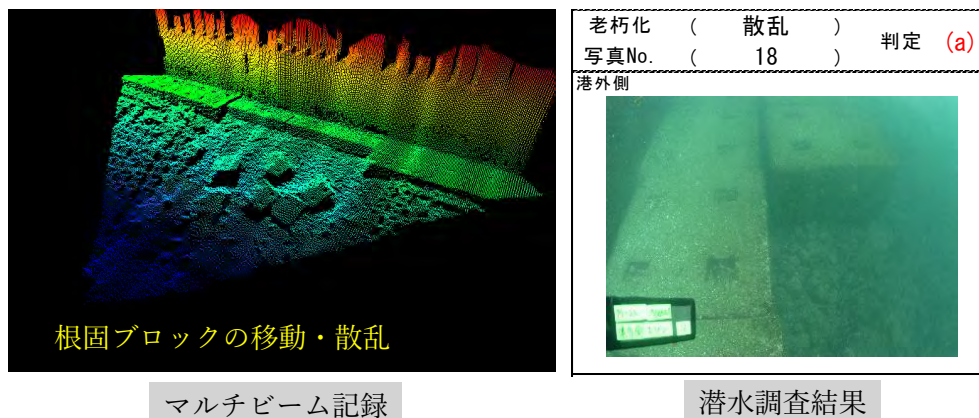 根固ブロックの移動・散乱
マルチビーム記録
老朽化 ( 散乱 ) 判定 (a)
写真No. ( 18 )
港外側
潜水調査結果